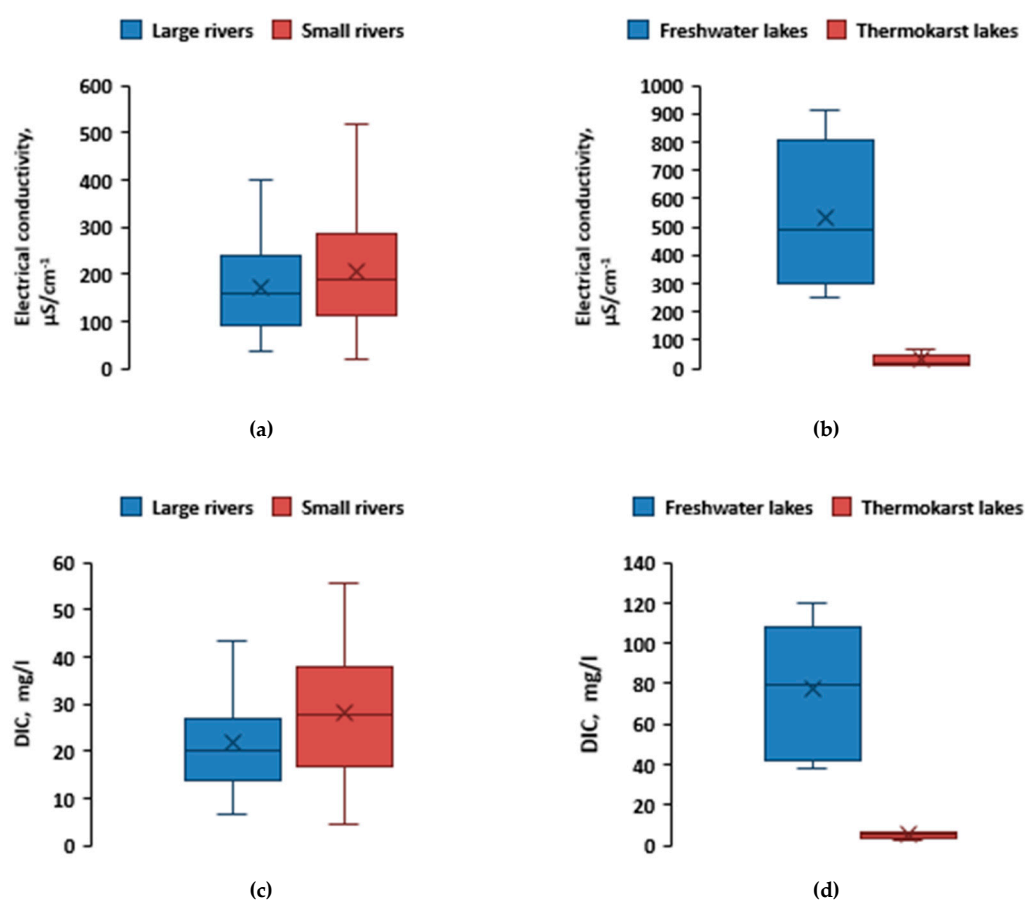 Large rivers Small rivers
Electrical conductivity,
µS/cm⁻¹
600
500
400
300
200
100
0
(a)
Freshwater lakes Thermokarst lakes
Electrical conductivity,
µS/cm⁻¹
1000
900
800
700
600
500
400
300
200
100
0
(b)
Large rivers Small rivers
DIC, mg/l
60
50
40
30
20
10
0
(c)
Freshwater lakes Thermokarst lakes
DIC, mg/l
140
120
100
80
60
40
20
0
(d)